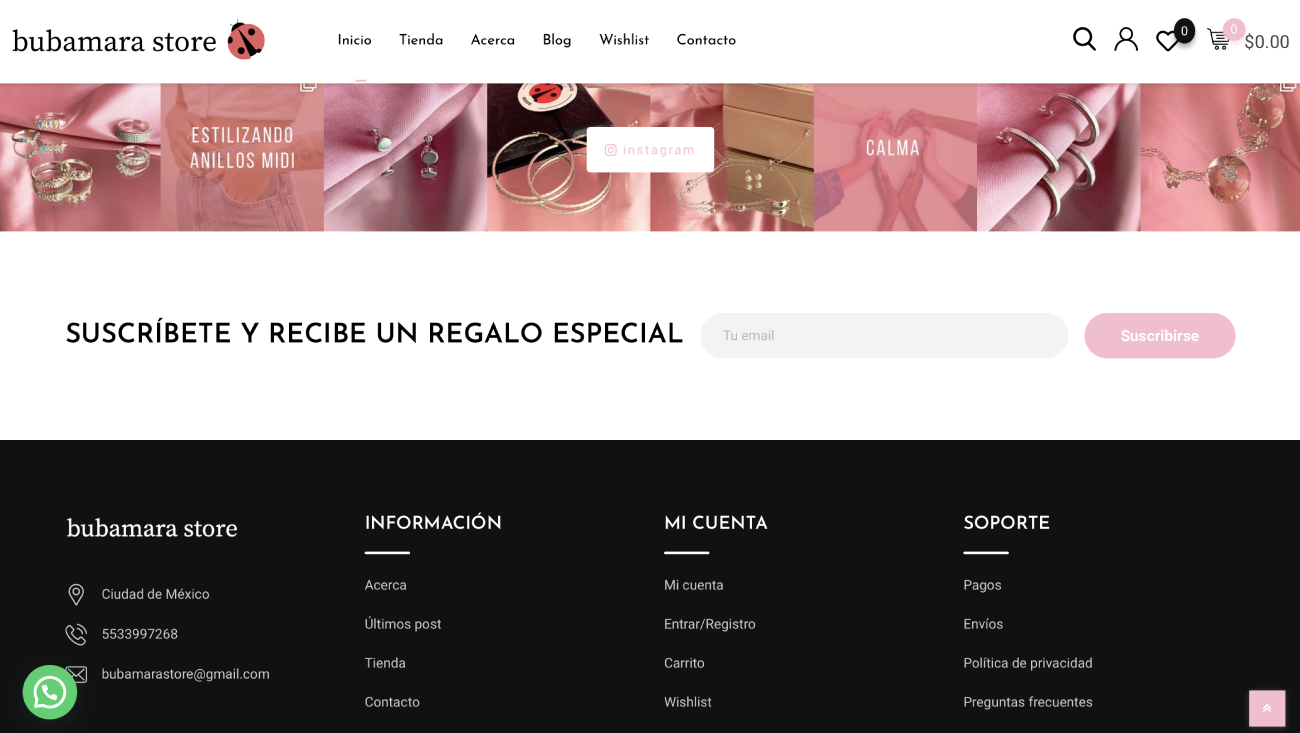 bubamara store
Inicio Tienda Acerca Blog Wishlist Contacto
0
0
$0.00
ESTILIZANDO
ANILLOS MIDI
instagram
CALMA
SUSCRÍBETE Y RECIBE UN REGALO ESPECIAL
Tu email
Suscribirse
bubamara store
Ciudad de México
5533997268
bubamarastore@gmail.com
INFORMACIÓN
Acerca
Últimos post
Tienda
Contacto
MI CUENTA
Mi cuenta
Entrar/Registro
Carrito
Wishlist
SOPORTE
Pagos
Envíos
Política de privacidad
Preguntas frecuentes